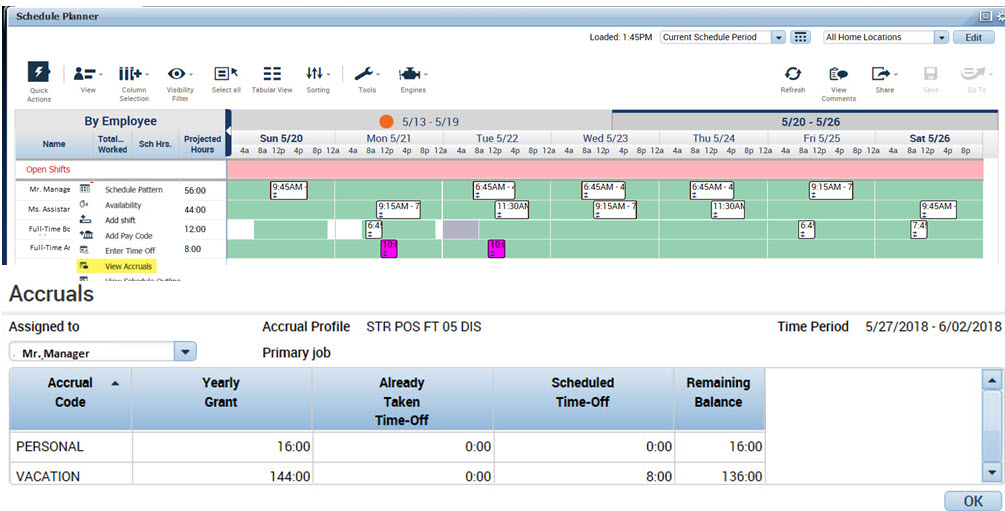 Schedule Planner
Loaded: 1:45PM Current Schedule Period All Home Locations Edit
Quick Actions View Column Selection Visibility Filter Select all Tabular View Sorting Tools Engines Refresh View Comments Share Save Go To
By Employee 5/13 - 5/19 5/20 - 5/26
Name Total... Worked Sch Hrs. Projected Hours Sun 5/20 Mon 5/21 Tue 5/22 Wed 5/23 Thu 5/24 Fri 5/25 Sat 5/26
4a 8a 12p 4p 8p 12a 4a 8a 12p 4p 8p 12a 4a 8a 12p 4p 8p 12a 4a 8a 12p 4p 8p 12a 4a 8a 12p 4p 8p 12a 4a 8a 12p 4p 8p 12a 4a 8a 12p 4p 8p
Open Shifts
Mr. Manage Schedule Pattern 56:00 9:45AM - 6:45AM - 4 6:45AM - 4 6:45AM - 4 9:15AM - 7
Ms. Assistar Availability 44:00 9:15AM - 7 11:30AM 9:15AM - 7 11:30AM 9:45AM -
Add shift
Full-Time Bo Add Pay Code 12:00 6:45 6:45 7:45
Full-Time Ar Enter Time Off 8:00 10:0 10:0
View Accruals
View Schedule Outline
Accruals
Assigned to Accrual Profile STR POS FT 05 DIS Time Period 5/27/2018 - 6/02/2018
Mr. Manager Primary job
Accrual Code Yearly Grant Already Taken Time-Off Scheduled Time-Off Remaining Balance
PERSONAL 16:00 0:00 0:00 16:00
VACATION 144:00 0:00 8:00 136:00
OK